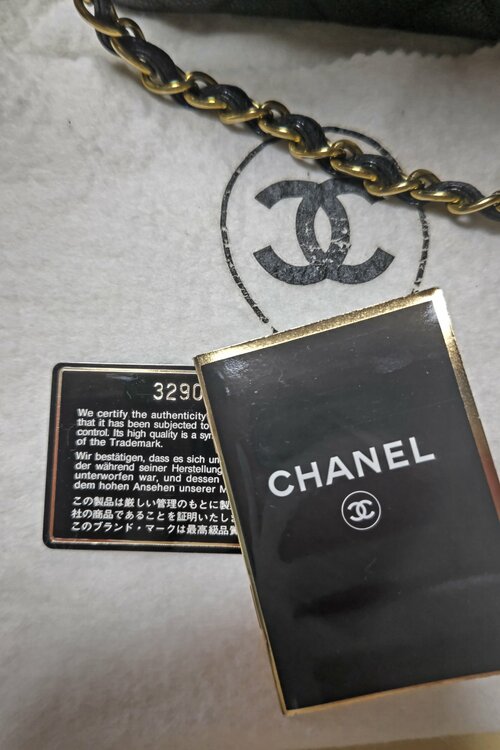 3290
We certify the authenticity
that it has been subjected to
control. Its high quality is a sy
of the Trademark.
Wir bestätigen, dass es sich un
der während seiner Herstellung
unterworfen war, und dessen
dem hohen Ansehen unserer M
この製品は厳しい管理のもとに製
社の商品であることを証明いたしま
このブランド・マークは最高級品質
CHANEL